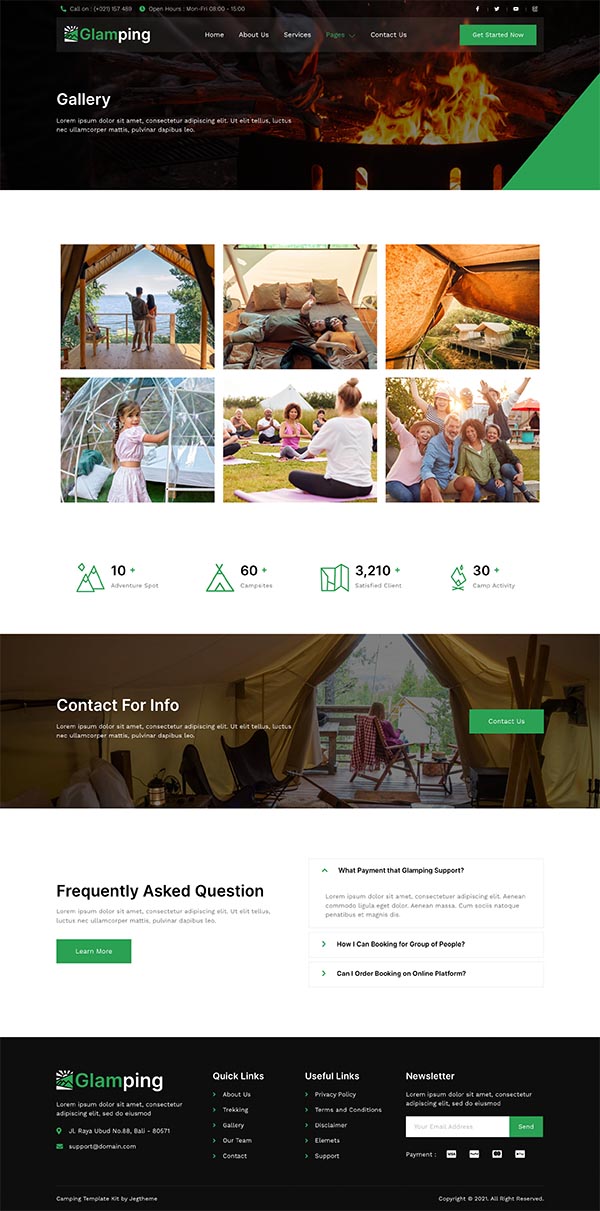 Call on : (+021) 157 489 Open Hours : Mon-Fri 08:00 - 15:00
Glamping Home About Us Services Pages Contact Us Get Started Now
Gallery
Lorem ipsum dolor sit amet, consectetur adipiscing elit. Ut elit tellus, luctus
nec ullamcorper mattis, pulvinar dapibus leo.
10 +
Adventure Spot
60 +
Campsites
3,210 +
Satisfied Client
30 +
Camp Activity
Contact For Info
Lorem ipsum dolor sit amet, consectetur adipiscing elit. Ut elit tellus, luctus
nec ullamcorper mattis, pulvinar dapibus leo.
Contact Us
Frequently Asked Question
Lorem ipsum dolor sit amet, consectetur adipiscing elit. Ut elit tellus,
luctus nec ullamcorper mattis, pulvinar dapibus leo.
Learn More
What Payment that Glamping Support?
Lorem ipsum dolor sit amet, consectetuer adipiscing elit. Aenean
commodo ligula eget dolor. Aenean massa. Cum sociis natoque
penatibus et magnis dis.
How I Can Booking for Group of People?
Can I Order Booking on Online Platform?
Glamping
Lorem ipsum dolor sit amet, consectetur
adipiscing elit, sed do eiusmod
Jl. Raya Ubud No.88, Bali - 80571
support@domain.com
Quick Links
About Us
Trekking
Gallery
Our Team
Contact
Useful Links
Privacy Policy
Terms and Conditions
Disclaimer
Elemets
Support
Newsletter
Lorem ipsum dolor sit amet, consectetur
adipiscing elit, sed do eiusmod
Your Email Address Send
Payment :
Camping Template Kit by Jegtheme
Copyright © 2021. All Right Reserved.